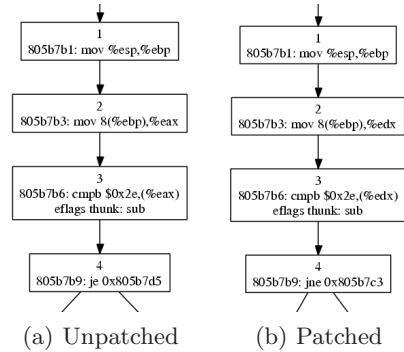 1
805b7b1: mov %esp,%ebp
2
805b7b3: mov 8(%ebp),%eax
3
805b7b6: cmpb $0x2e,(%eax)
eflags thunk: sub
4
805b7b9: je 0x805b7d5
(a) Unpatched
1
805b7b1: mov %esp,%ebp
2
805b7b3: mov 8(%ebp),%edx
3
805b7b6: cmpb $0x2e,(%edx)
eflags thunk: sub
4
805b7b9: jne 0x805b7c3
(b) Patched